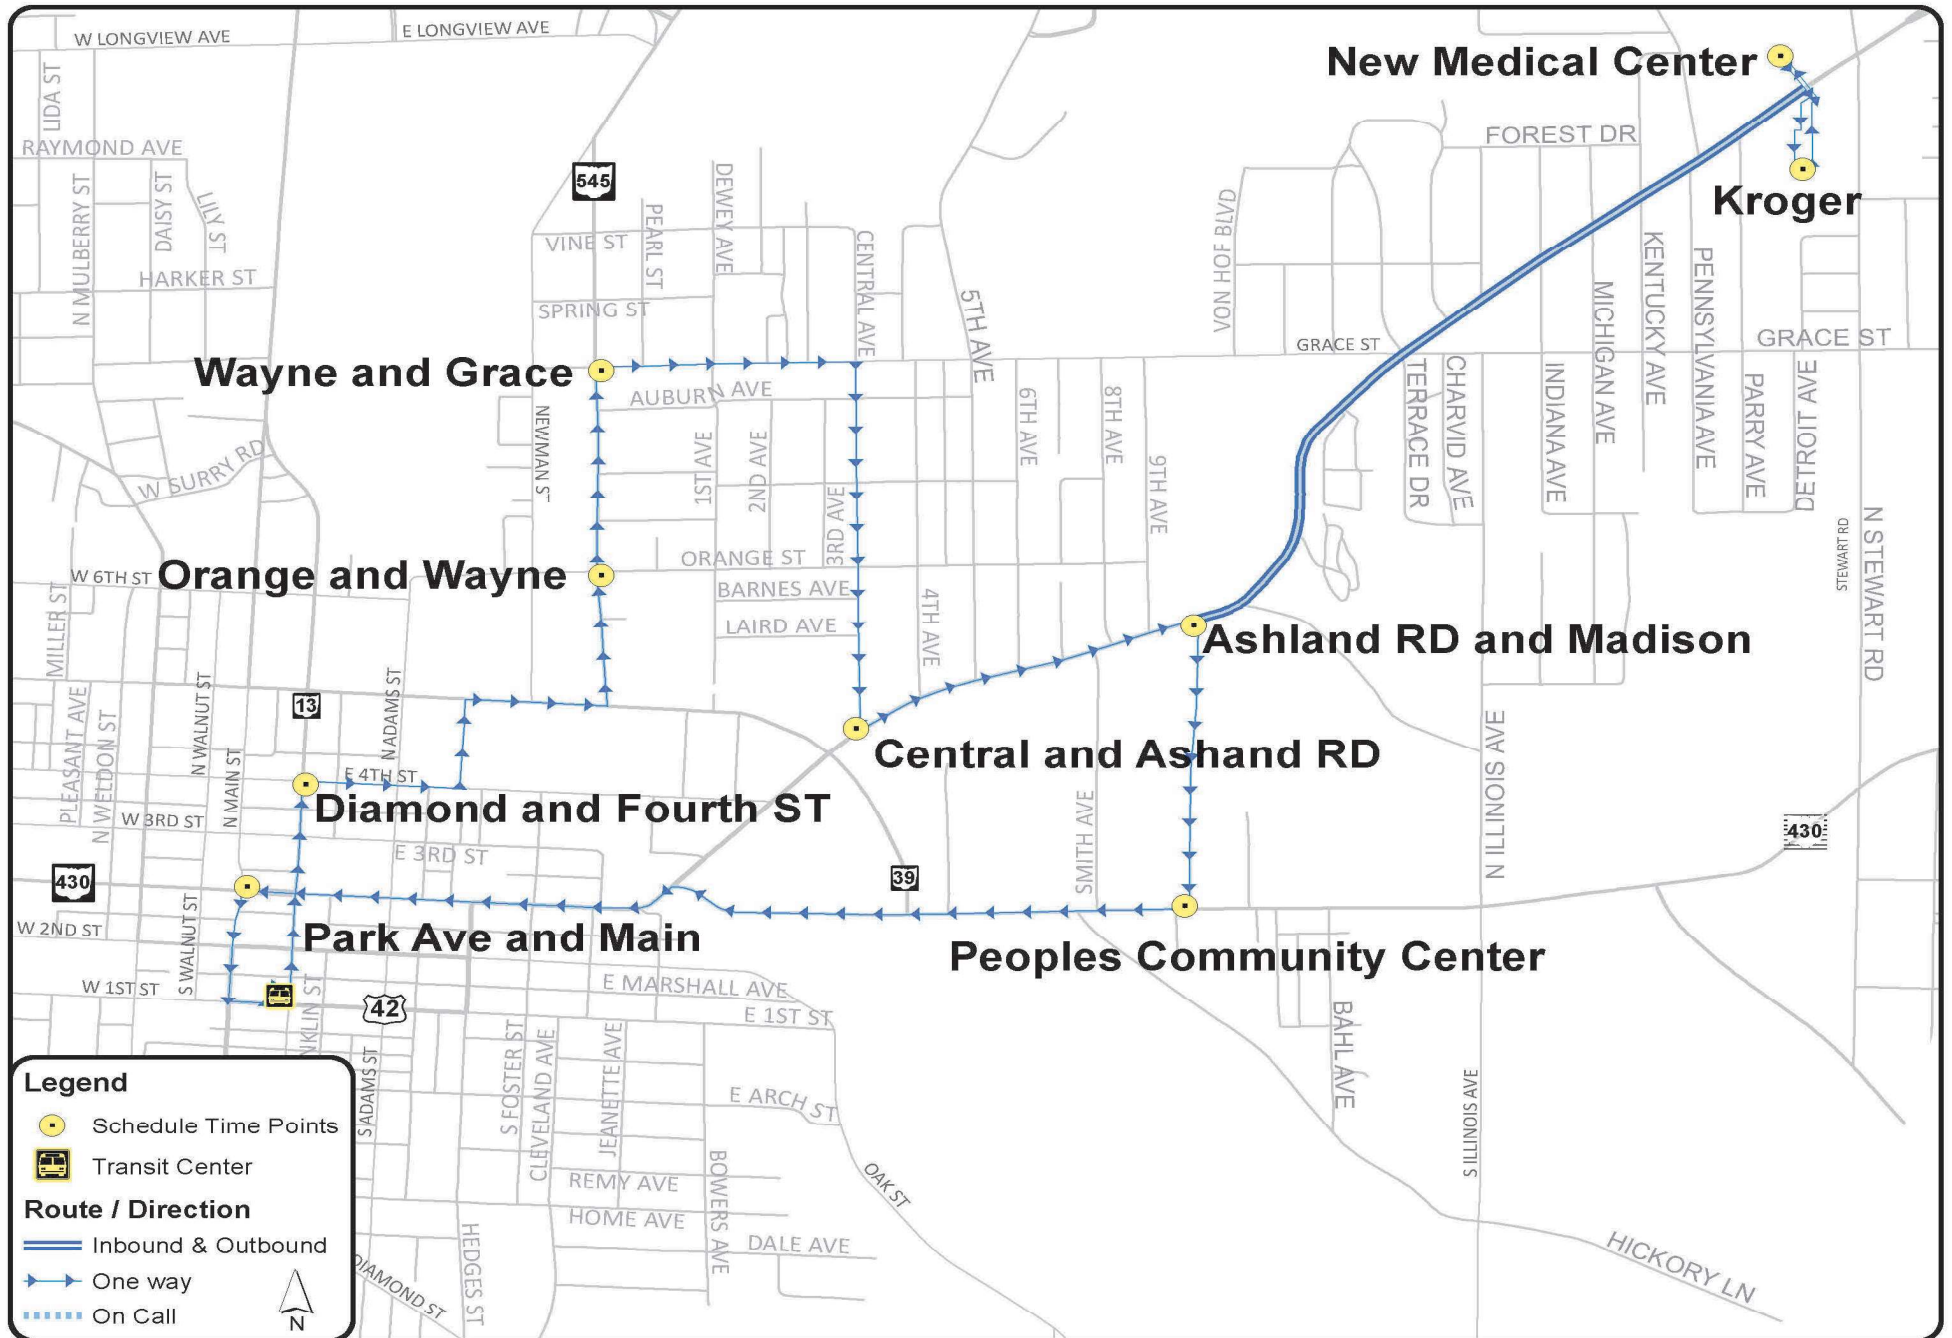 W LONGVIEW AVE
E LONGVIEW AVE
New Medical Center
LIDA ST
RAYMOND AVE
FOREST DR
545
N MULBERRY ST
DAISY ST
LILY ST
Kroger
DEWEY AVE
PEARL ST
VON HOF BLVD
VINE ST
CENTRAL AVE
KENTUCKY AVE
PENNSYLVANIA AVE
HARKER ST
MICHIGAN AVE
SPRING ST
5TH AVE
GRACE ST
GRACE ST
Wayne and Grace
AUBURN AVE
TERRACE DR
CHARVID AVE
INDIANA AVE
PARRY AVE
DETROIT AVE
NEWMAN ST
6TH AVE
8TH AVE
1ST AVE
2ND AVE
9TH AVE
W SURRY RD
3RD AVE
STEWART RD
N STEWART RD
ORANGE ST
W 6TH ST
Orange and Wayne
BARNES AVE
MILLER ST
4TH AVE
LAIRD AVE
Ashland RD and Madison
N WALNUT ST
N ADAMS ST
13
PLEASANT AVE
N WELDON ST
N ILLINOIS AVE
Central and Ashand RD
N MAIN ST
E 4TH ST
Diamond and Fourth ST
W 3RD ST
SMITH AVE
430
E 3RD ST
430
39
S WALNUT ST
W 2ND ST
Park Ave and Main
Peoples Community Center
W 1ST ST
E MARSHALL AVE
42
E 1ST ST
NKLIN ST
S FOSTER ST
CLEVELAND AVE
JEANETTE AVE
BAHL AVE
S ADAMS ST
Legend
E ARCH ST
S ILLINOIS AVE
Schedule Time Points
Transit Center
BOWERS AVE
OAK ST
REMY AVE
Route / Direction
HOME AVE
HEDGES ST
Inbound & Outbound
DALE AVE
HICKORY LN
One way
DIAMOND ST
On Call
N